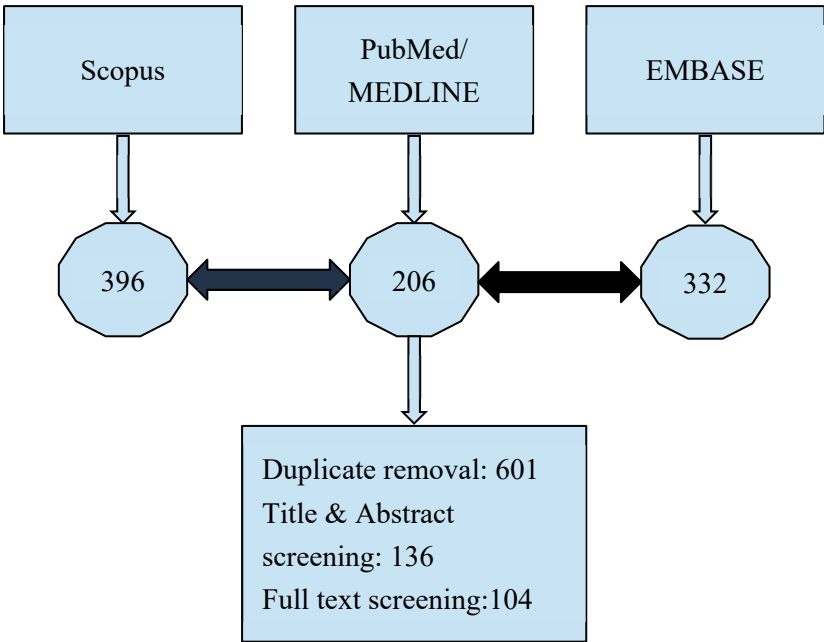 Scopus
PubMed/
MEDLINE
EMBASE
396
206
332
Duplicate removal: 601
Title & Abstract
screening: 136
Full text screening:104